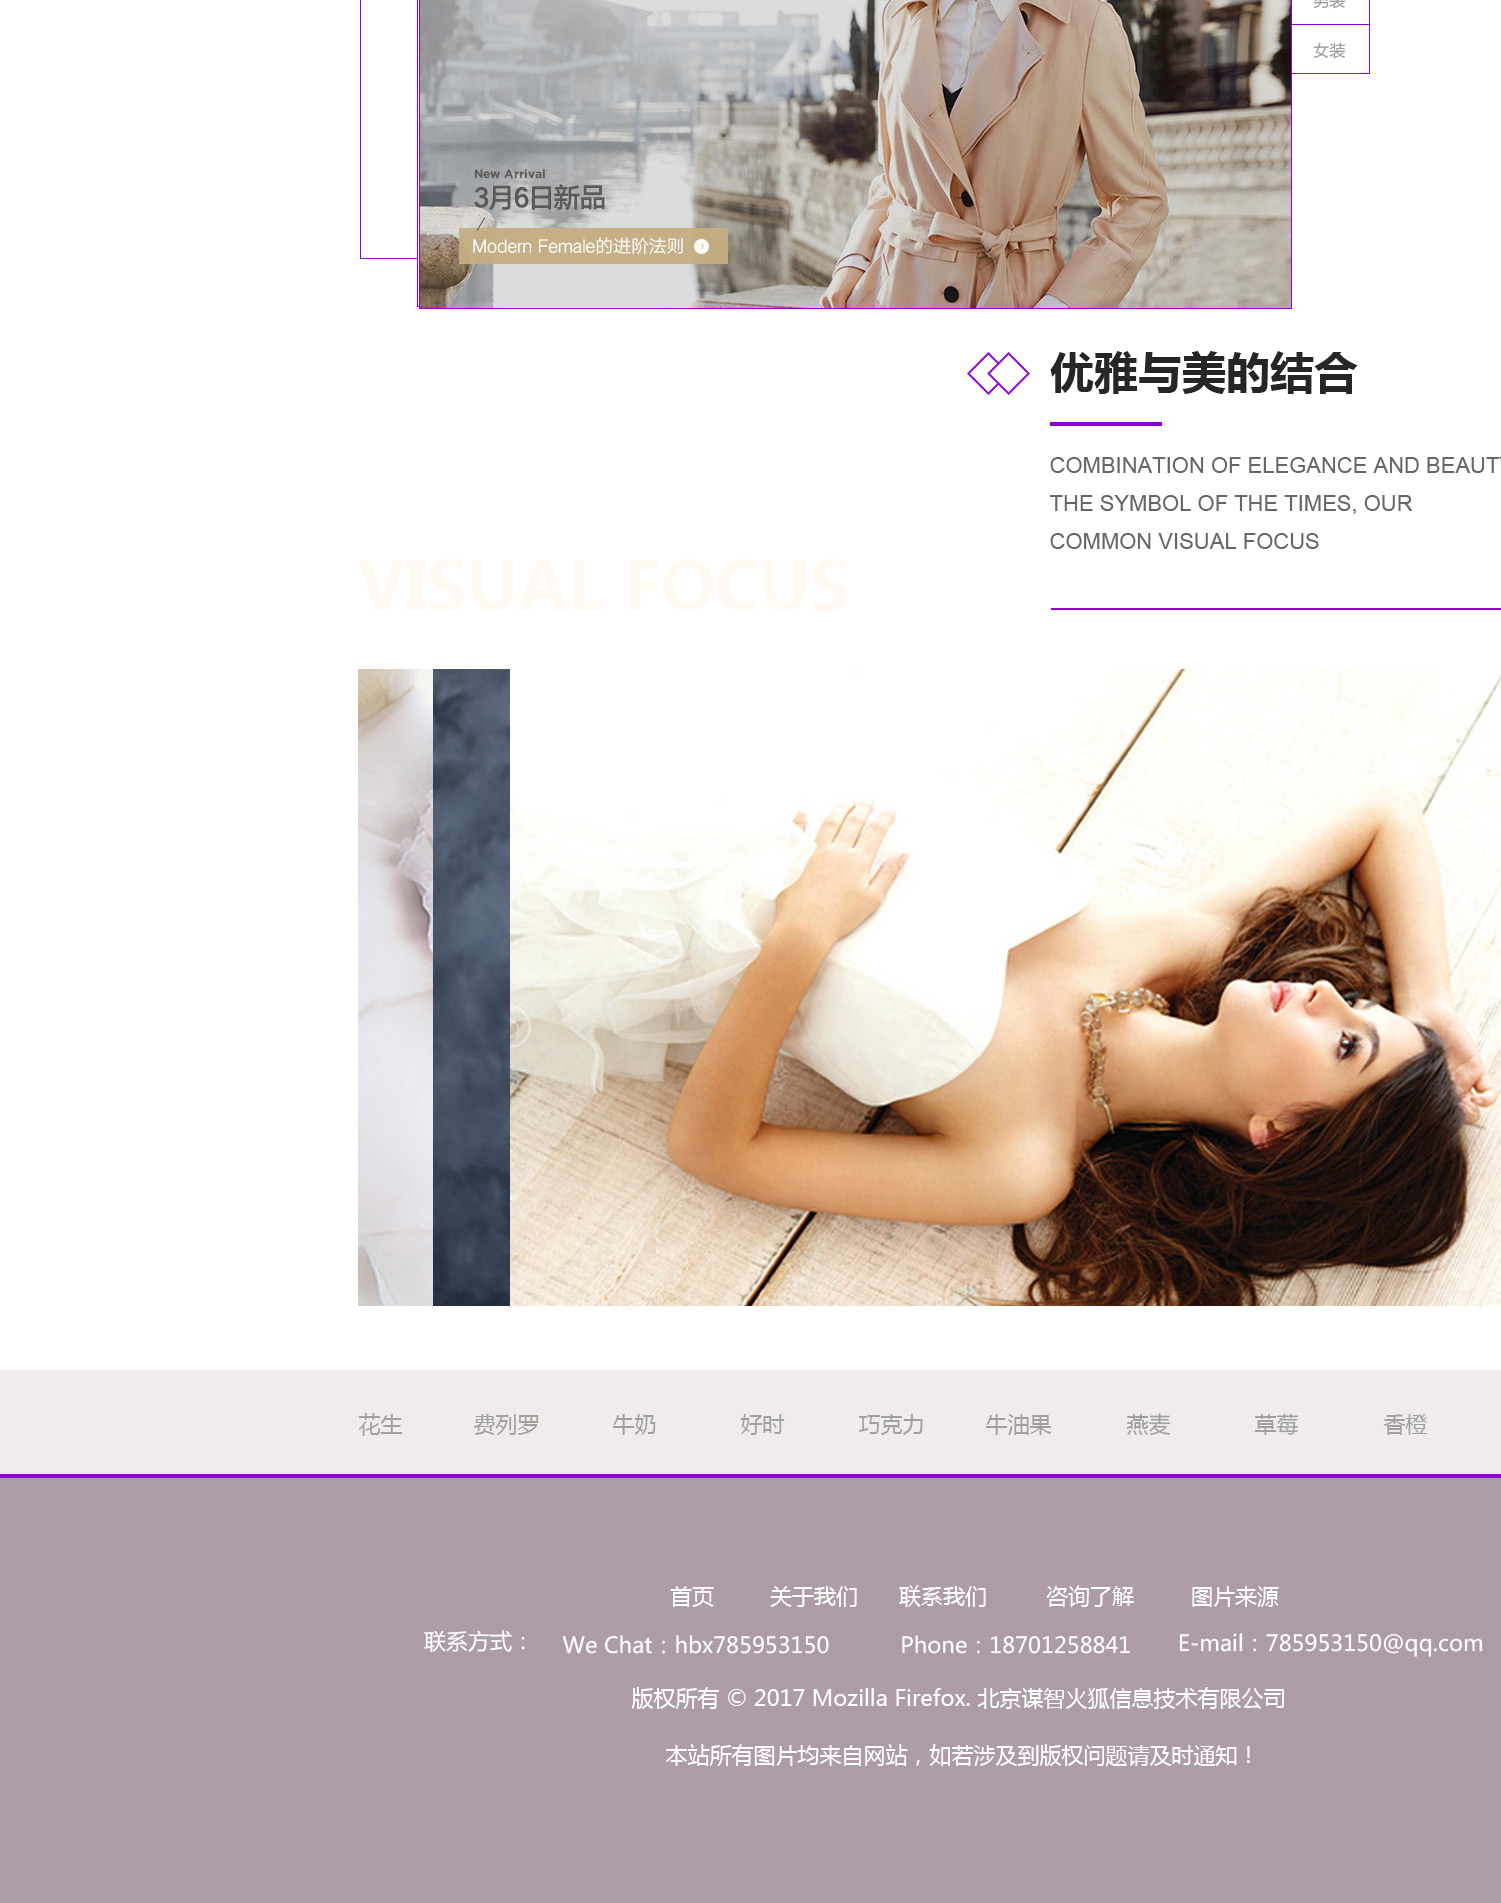 男装
女装
New Arrival
3月6日新品
Modern Female的进阶法则
优雅与美的结合
COMBINATION OF ELEGANCE AND BEAUT
THE SYMBOL OF THE TIMES, OUR
COMMON VISUAL FOCUS
VISUAL FOCUS
花生 费列罗 牛奶 好时 巧克力 牛油果 燕麦 草莓 香橙
首页 关于我们 联系我们 咨询了解 图片来源
联系方式： We Chat：hbx785953150 Phone：18701258841 E-mail：785953150@qq.com
版权所有 © 2017 Mozilla Firefox. 北京谋智火狐信息技术有限公司
本站所有图片均来自网站，如若涉及到版权问题请及时通知！